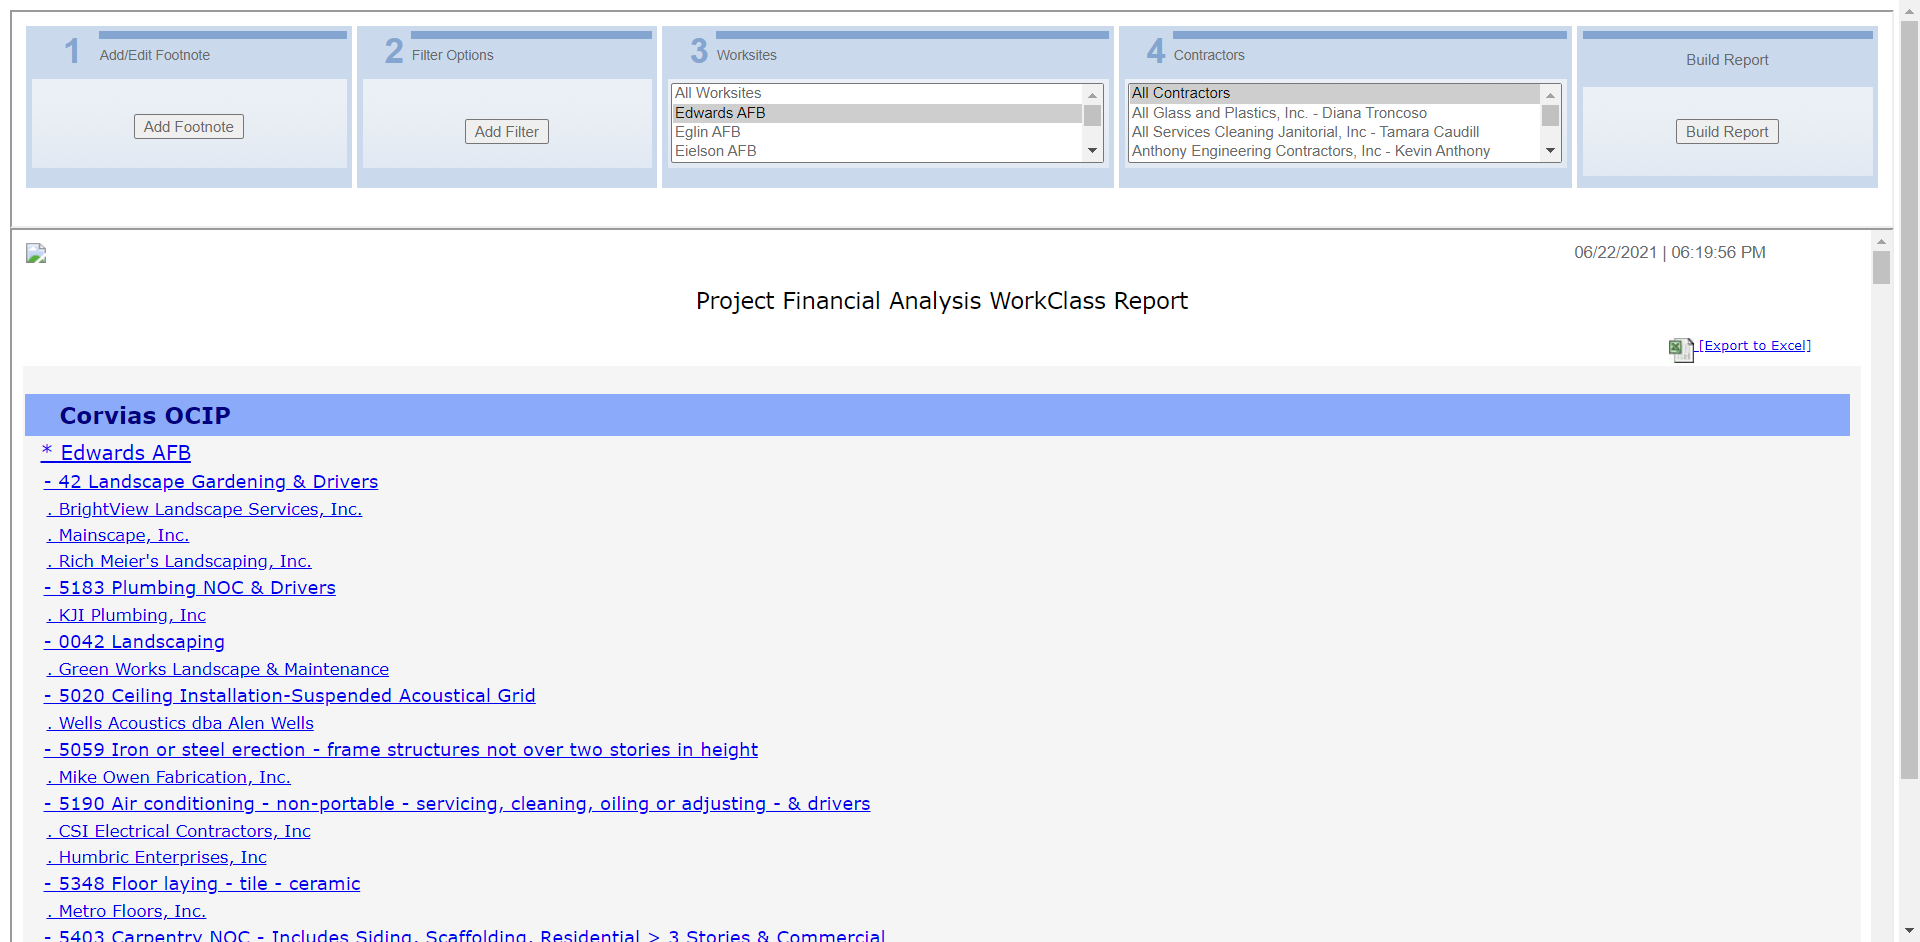 1 Add/Edit Footnote
Add Footnote
2 Filter Options
Add Filter
3 Worksites
All Worksites
Edwards AFB
Eglin AFB
Eielson AFB
4 Contractors
All Contractors
All Glass and Plastics, Inc. - Diana Troncoso
All Services Cleaning Janitorial, Inc - Tamara Caudill
Anthony Engineering Contractors, Inc - Kevin Anthony
Build Report
Build Report
06/22/2021 | 06:19:56 PM
Project Financial Analysis WorkClass Report
[Export to Excel]
Corvias OCIP
* Edwards AFB
- 42 Landscape Gardening & Drivers
. BrightView Landscape Services, Inc.
. Mainscape, Inc.
. Rich Meier's Landscaping, Inc.
- 5183 Plumbing NOC & Drivers
. KJI Plumbing, Inc
- 0042 Landscaping
. Green Works Landscape & Maintenance
- 5020 Ceiling Installation-Suspended Acoustical Grid
. Wells Acoustics dba Alen Wells
- 5059 Iron or steel erection - frame structures not over two stories in height
. Mike Owen Fabrication, Inc.
- 5190 Air conditioning - non-portable - servicing, cleaning, oiling or adjusting - & drivers
. CSI Electrical Contractors, Inc
. Humbric Enterprises, Inc
- 5348 Floor laying - tile - ceramic
. Metro Floors, Inc.
- 5403 Carpentry NOC - Includes Siding, Scaffolding, Residential > 3 Stories & Commercial